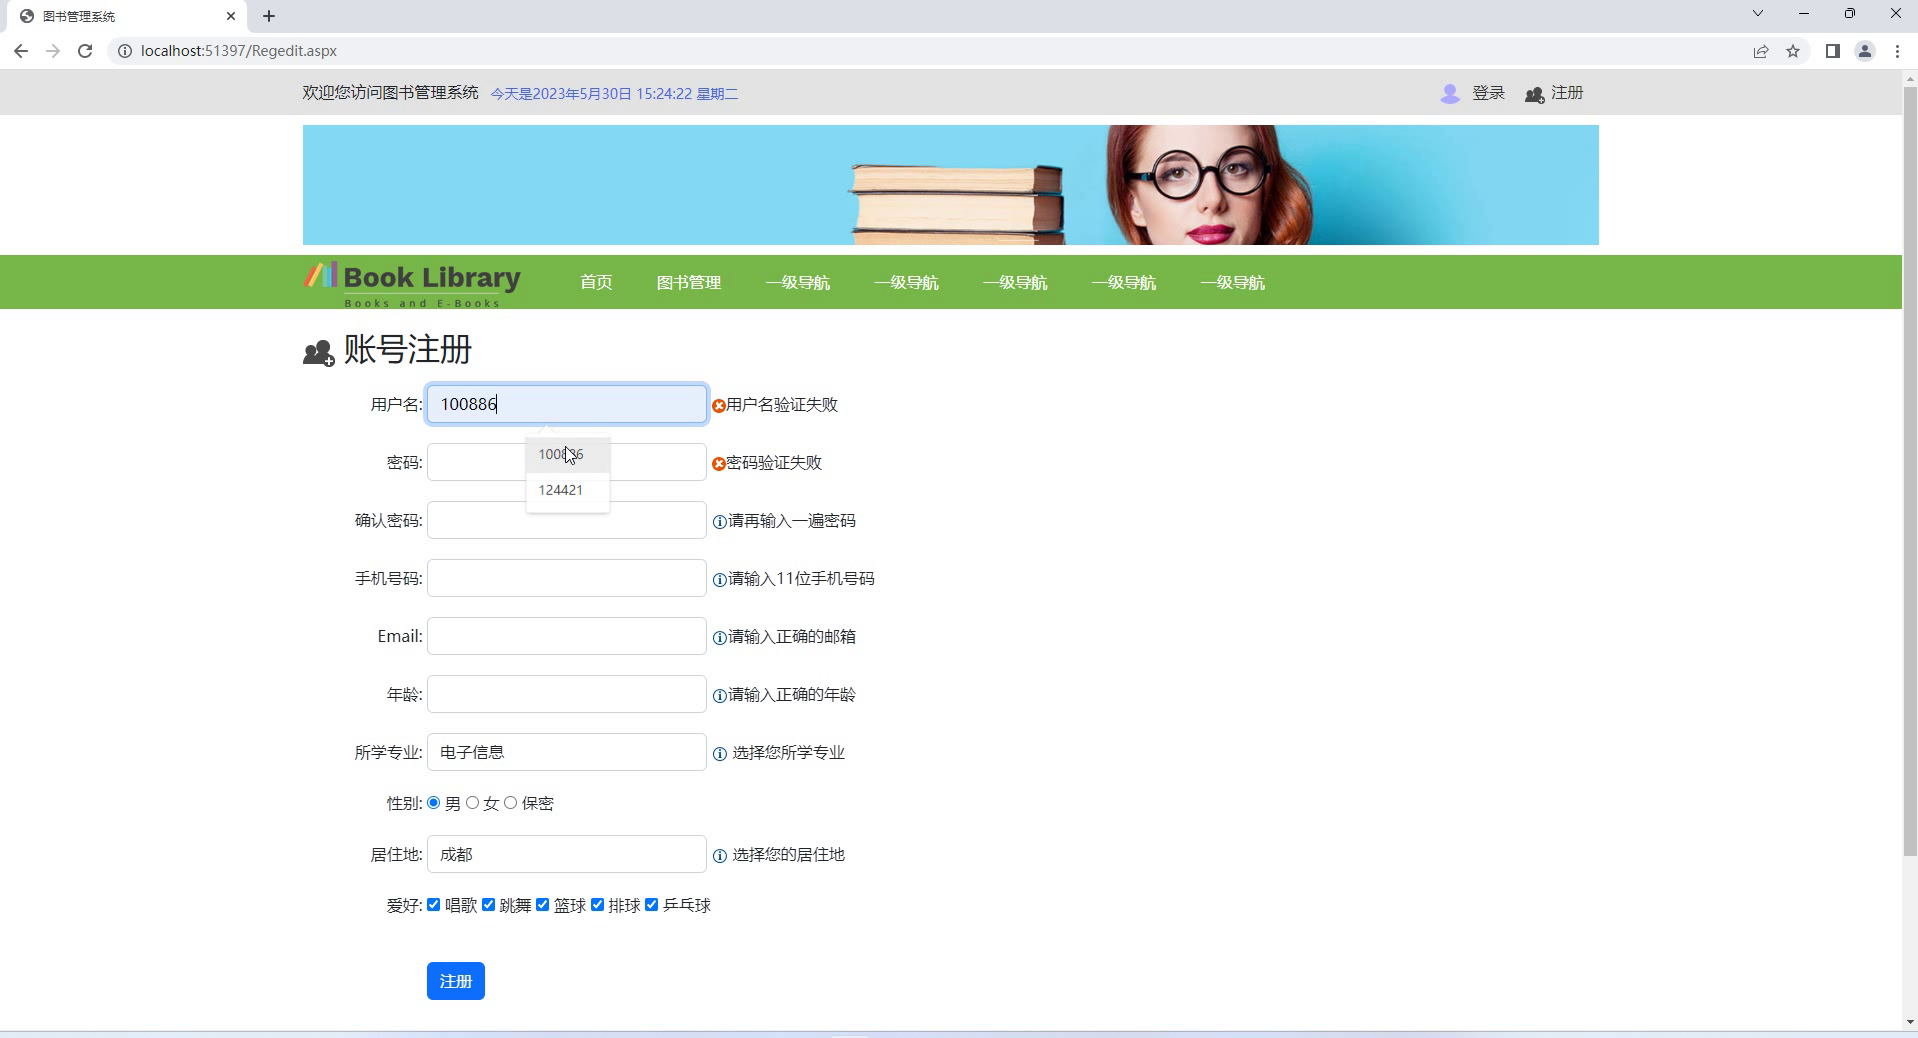 图书管理系统
localhost:51397/Regedit.aspx
欢迎您访问图书管理系统 今天是2023年5月30日 15:24:22 星期二 登录 注册
Book Library
Books and E-Books
首页 图书管理 一级导航 一级导航 一级导航 一级导航 一级导航
账号注册
用户名: 100886 用户名验证失败
密码: 密码验证失败
124421
确认密码: 请再输入一遍密码
手机号码: 请输入11位手机号码
Email: 请输入正确的邮箱
年龄: 请输入正确的年龄
所学专业: 电子信息 选择您所学专业
性别: 男 女 保密
居住地: 成都 选择您的居住地
爱好: 唱歌 跳舞 篮球 排球 乒乓球
注册